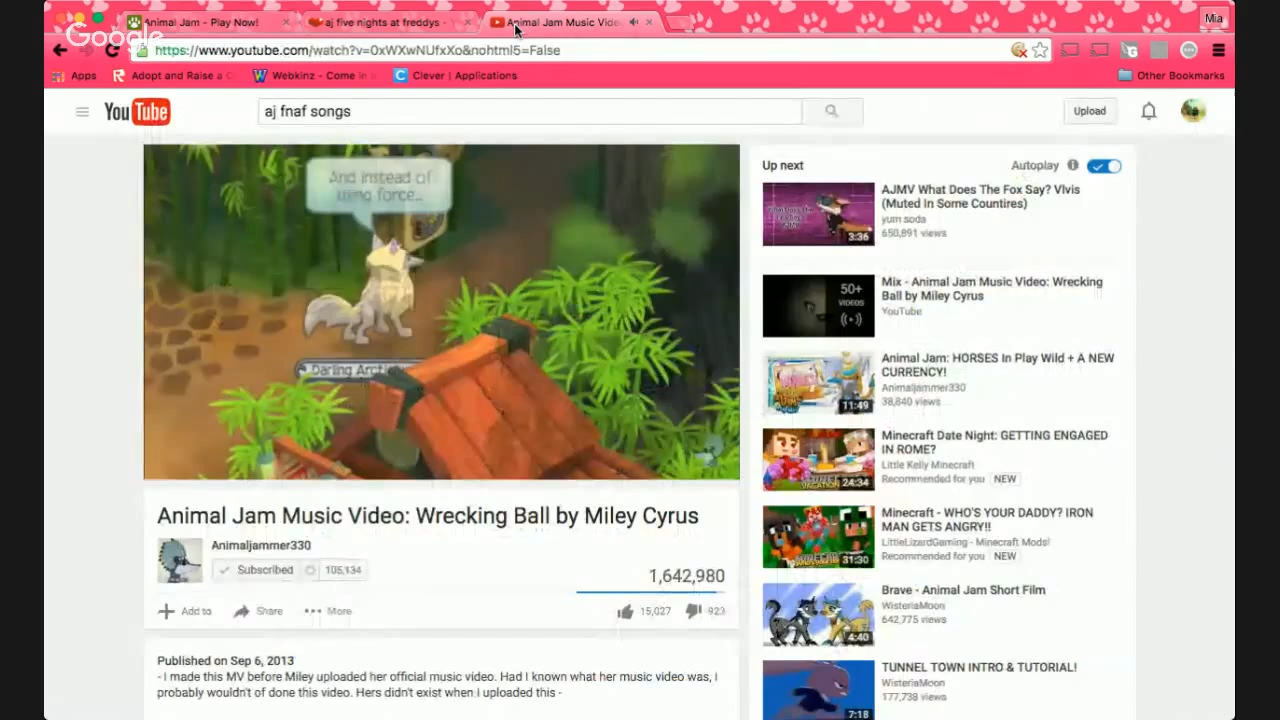 Animal Jam - Play Now!
aj five nights at freddys - Y
Animal Jam Music Vide
Mia
Google
https://www.youtube.com/watch?v=0xWXwNUfxXo&nohtml5=False
Apps
Adopt and Raise a C
Webkinz - Come in
Clever | Applications
Other Bookmarks
YouTube
aj fnaf songs
Upload
And instead of
using force...
Darling Arcti
Up next
Autoplay
AJMV What Does The Fox Say? Vlvis
(Muted In Some Countires)
yum soda
650,891 views
3:36
Mix - Animal Jam Music Video: Wrecking
Ball by Miley Cyrus
YouTube
50+
VIDEOS
Animal Jam: HORSES In Play Wild + A NEW
CURRENCY!
Animaljammer330
38,840 views
11:49
Minecraft Date Night: GETTING ENGAGED
IN ROME?
Little Kelly Minecraft
Recommended for you NEW
24:34
Minecraft - WHO'S YOUR DADDY? IRON
MAN GETS ANGRY!!
LittleLizardGaming - Minecraft Mods!
Recommended for you NEW
31:30
Brave - Animal Jam Short Film
WisteriaMoon
642,775 views
4:40
TUNNEL TOWN INTRO & TUTORIAL!
WisteriaMoon
177,738 views
7:18
Animal Jam Music Video: Wrecking Ball by Miley Cyrus
Animaljammer330
Subscribed 105,134
1,642,980
Add to Share More
15,027 923
Published on Sep 6, 2013
- I made this MV before Miley uploaded her official music video. Had I known what her music video was, I
probably wouldn't of done this video. Hers didn't exist when I uploaded this -